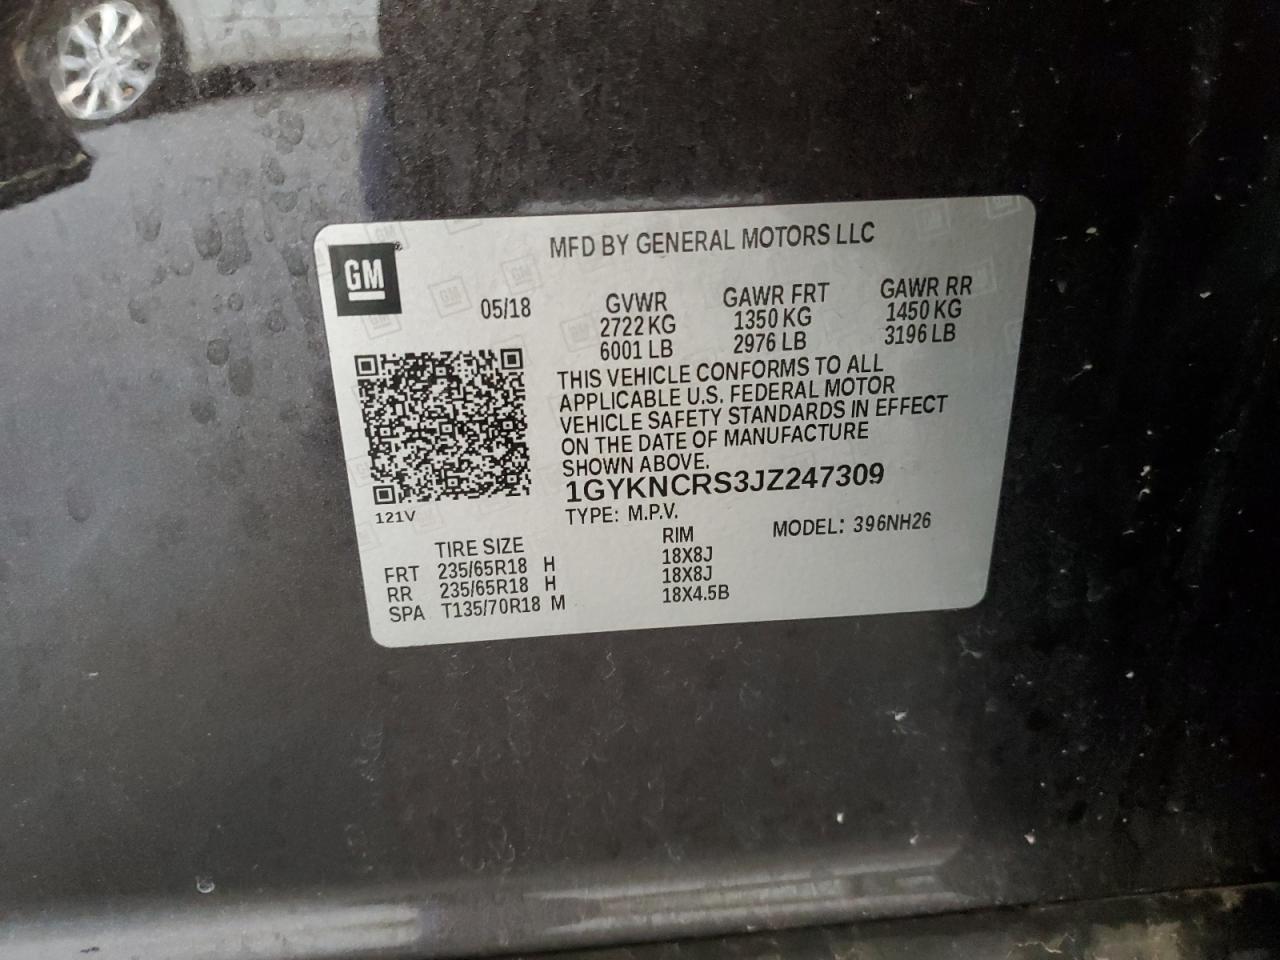 GM
MFD BY GENERAL MOTORS LLC
05/18
GVWR GAWR FRT GAWR RR
2722 KG 1350 KG 1450 KG
6001 LB 2976 LB 3196 LB
THIS VEHICLE CONFORMS TO ALL
APPLICABLE U.S. FEDERAL MOTOR
VEHICLE SAFETY STANDARDS IN EFFECT
ON THE DATE OF MANUFACTURE
SHOWN ABOVE.
1GYKNCRS3JZ247309
121V
TYPE: M.P.V. MODEL: 396NH26
TIRE SIZE RIM
FRT 235/65R18 H 18X8J
RR 235/65R18 H 18X8J
SPA T135/70R18 M 18X4.5B